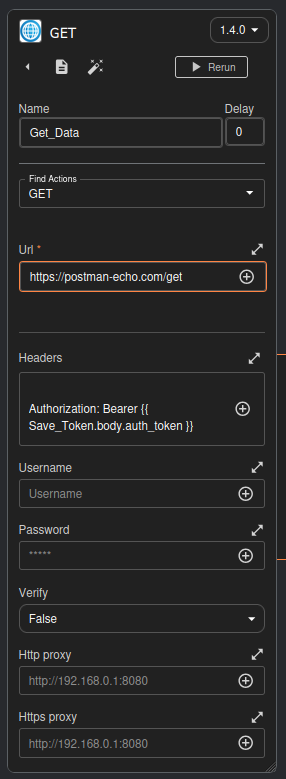 GET
1.4.0
Rerun
Name
Delay
Get_Data
0
Find Actions
GET
Url *
https://postman-echo.com/get
Headers
Authorization: Bearer {{
Save_Token.body.auth_token }}
Username
Username
Password
*****
Verify
False
Http proxy
http://192.168.0.1:8080
Https proxy
http://192.168.0.1:8080